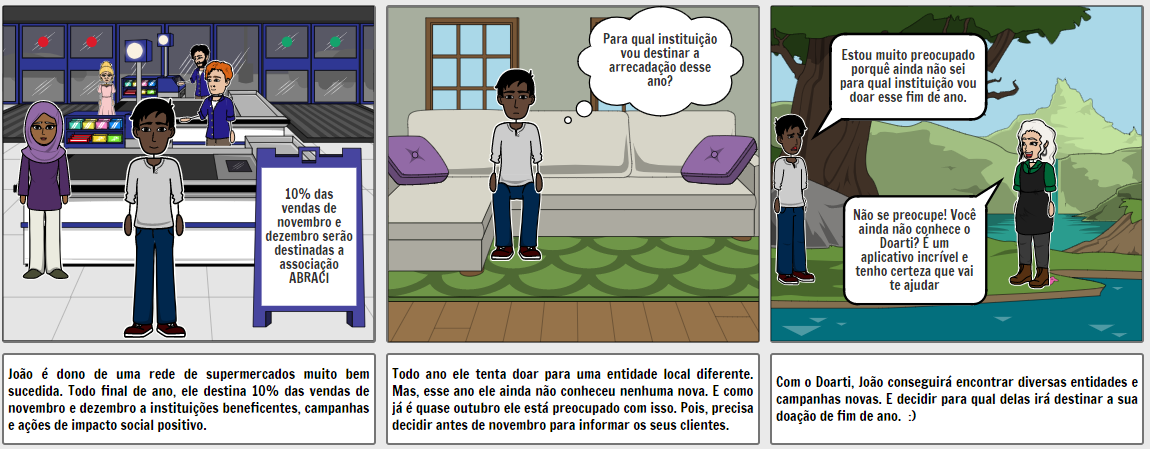 10% das
vendas de
novembro e
dezembro serão
destinadas a
associação
ABRACI
João é dono de uma rede de supermercados muito bem
sucedida. Todo final de ano, ele destina 10% das vendas de
novembro e dezembro a instituições beneficentes, campanhas
e ações de impacto social positivo.
Para qual instituição
vou destinar a
arrecadação desse
ano?
Todo ano ele tenta doar para uma entidade local diferente.
Mas, esse ano ele ainda não conheceu nenhuma nova. E como
já é quase outubro ele está preocupado com isso. Pois, precisa
decidir antes de novembro para informar os seus clientes.
Estou muito preocupado
porquê ainda não sei
para qual instituição vou
doar esse fim de ano.
Não se preocupe! Você
ainda não conhece o
Doarti? É um
aplicativo incrível e
tenho certeza que vai
te ajudar
Com o Doarti, João conseguirá encontrar diversas entidades e
campanhas novas. E decidir para qual delas irá destinar a sua
doação de fim de ano. :)